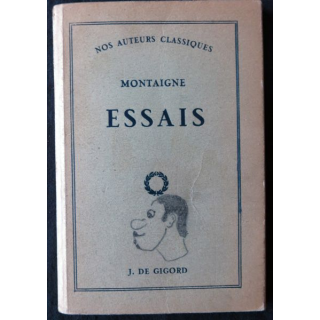 NOS AUTEURS CLASSIQUES
MONTAIGNE
ESSAIS
J. DE GIGORD